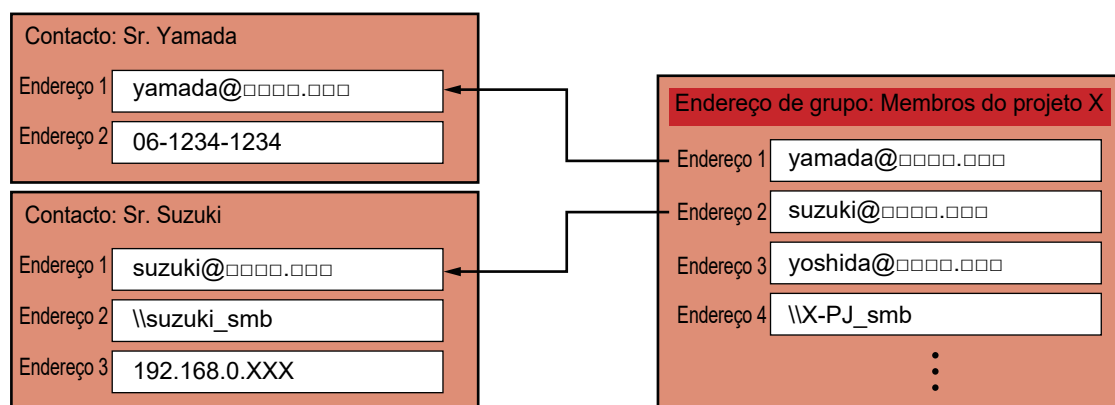 Contacto: Sr. Yamada
Endereço 1 yamada@□□□□.□□□
Endereço 2 06-1234-1234
Contacto: Sr. Suzuki
Endereço 1 suzuki@□□□□.□□□
Endereço 2 \\suzuki_smb
Endereço 3 192.168.0.XXX
Endereço de grupo: Membros do projeto X
Endereço 1 yamada@□□□□.□□□
Endereço 2 suzuki@□□□□.□□□
Endereço 3 yoshida@□□□□.□□□
Endereço 4 \\X-PJ_smb